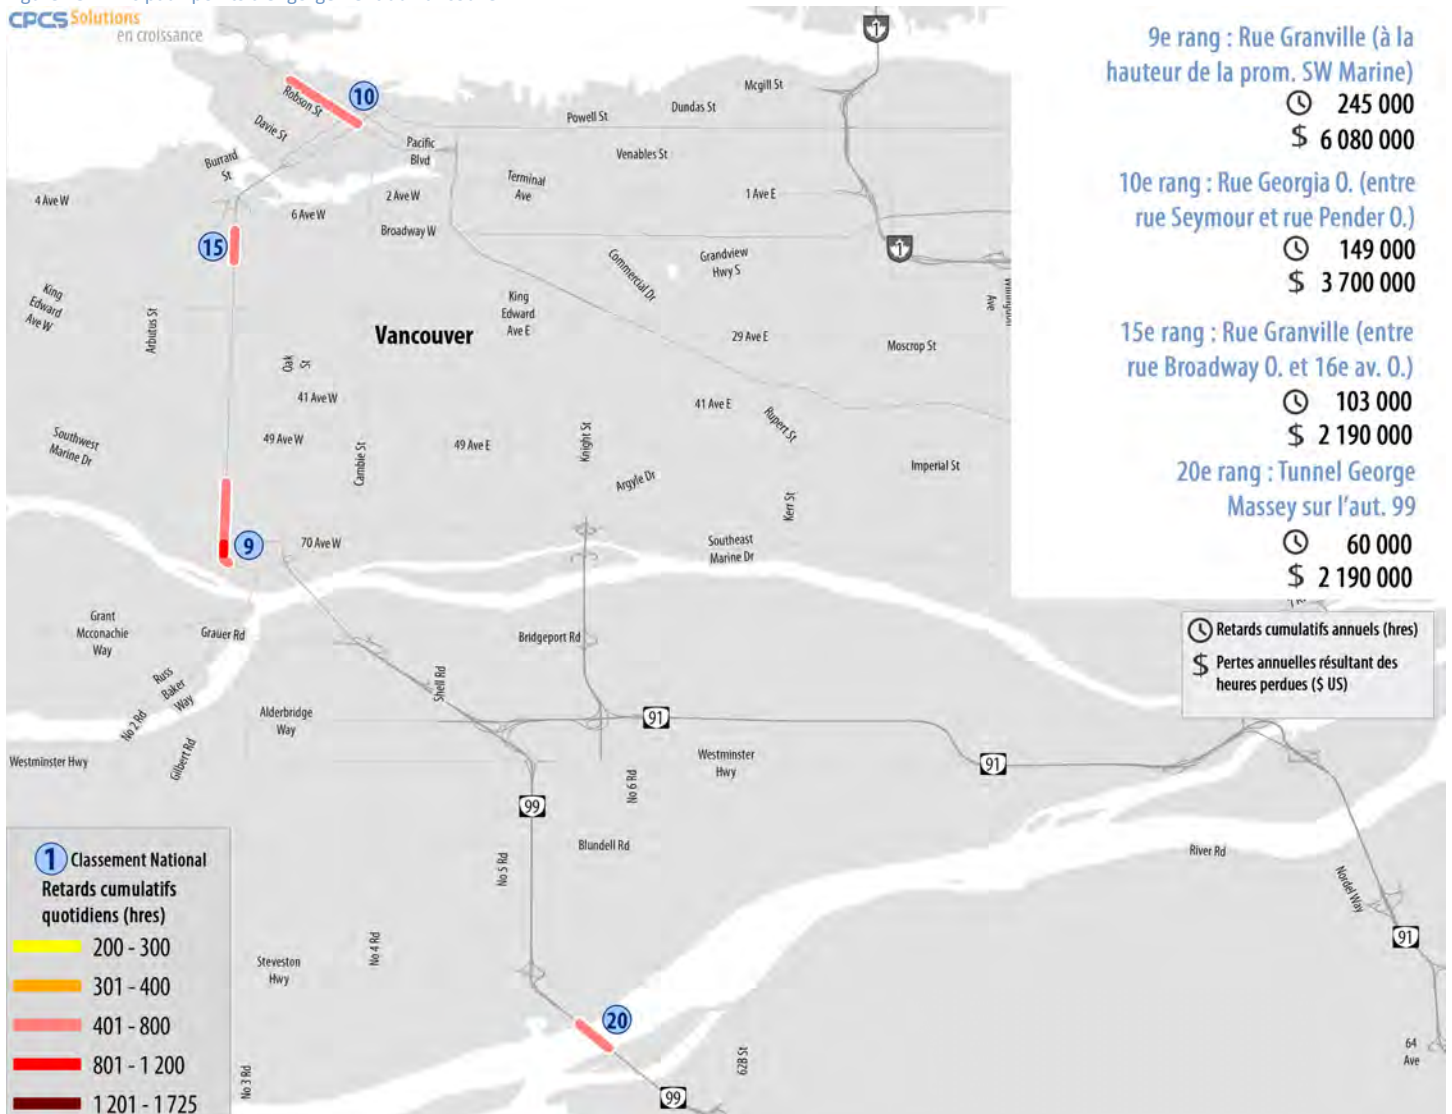 CPCS Solutions
en croissance
9e rang : Rue Granville (à la
hauteur de la prom. SW Marine)
245 000
$ 6 080 000
10e rang : Rue Georgia O. (entre
rue Seymour et rue Pender O.)
149 000
$ 3 700 000
15e rang : Rue Granville (entre
rue Broadway O. et 16e av. O.)
103 000
$ 2 190 000
20e rang : Tunnel George
Massey sur l'aut. 99
60 000
$ 2 190 000
Retards cumulatifs annuels (hres)
$ Pertes annuelles résultant des
heures perdues ($ US)
1
10
Robson St
Davie St
Burrard
St
Pacific
Blvd
Powell St
Dundas St
Mcgill St
Venables St
4 Ave W
2 Ave W
6 Ave W
Broadway W
Terminal
Ave
1 Ave E
15
1
Commercial Dr
Grandview
Hwy S
Ave
King
Edward
Ave W
Arbutus St
Vancouver
King
Edward
Ave E
29 Ave E
Moscrop St
Oak
St
41 Ave W
41 Ave E
Rupert St
Southwest
Marine Dr
49 Ave W
Cambie St
49 Ave E
Knight St
Argyle Dr
Kerr St
Imperial St
9
70 Ave W
Southeast
Marine Dr
Grant
Mcconachie
Way
Grauer Rd
Bridgeport Rd
Russ
Baker
Way
Shell Rd
No 2 Rd
Gilbert Rd
Alderbridge
Way
91
Westminster Hwy
Westminster
Hwy
91
No 6 Rd
99
Blundell Rd
No 5 Rd
River Rd
Nordel Way
91
No 4 Rd
Steveston
Hwy
20
No 3 Rd
62B St
99
64
Ave
1 Classement National
Retards cumulatifs
quotidiens (hres)
200 - 300
301 - 400
401 - 800
801 - 1 200
1 201 - 1 725